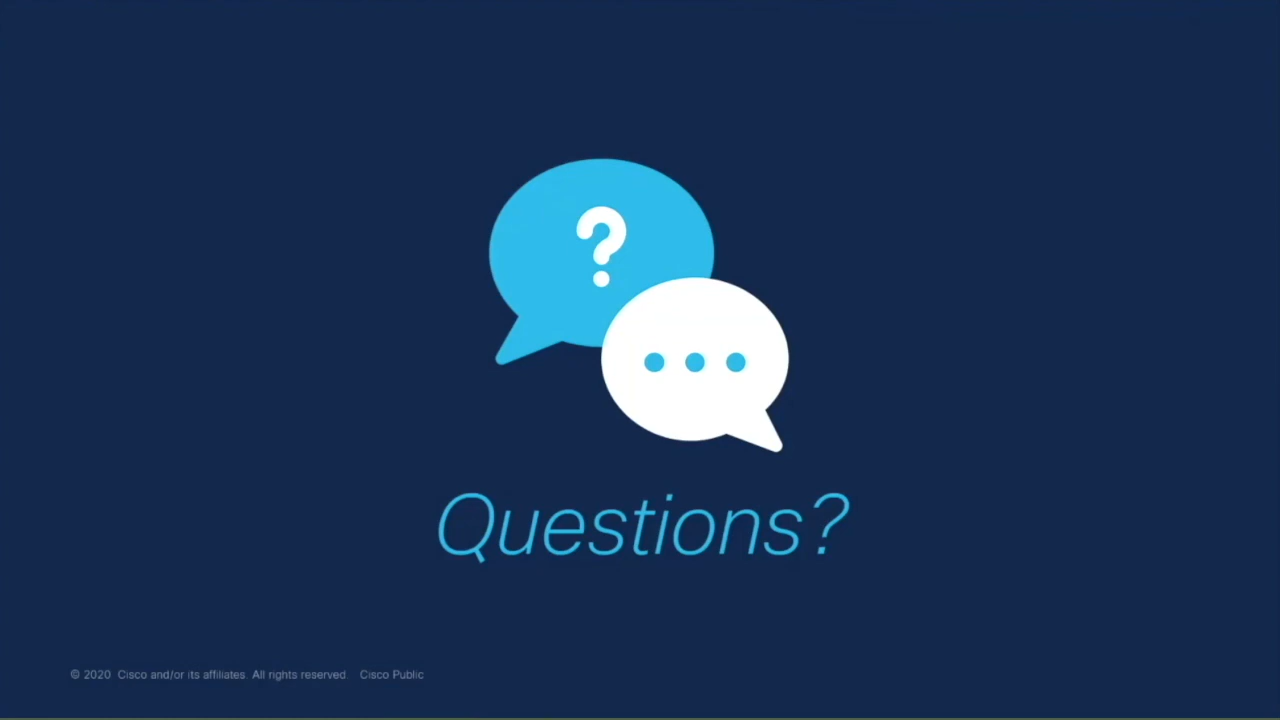 ?
Questions?
© 2020 Cisco and/or its affiliates. All rights reserved. Cisco Public